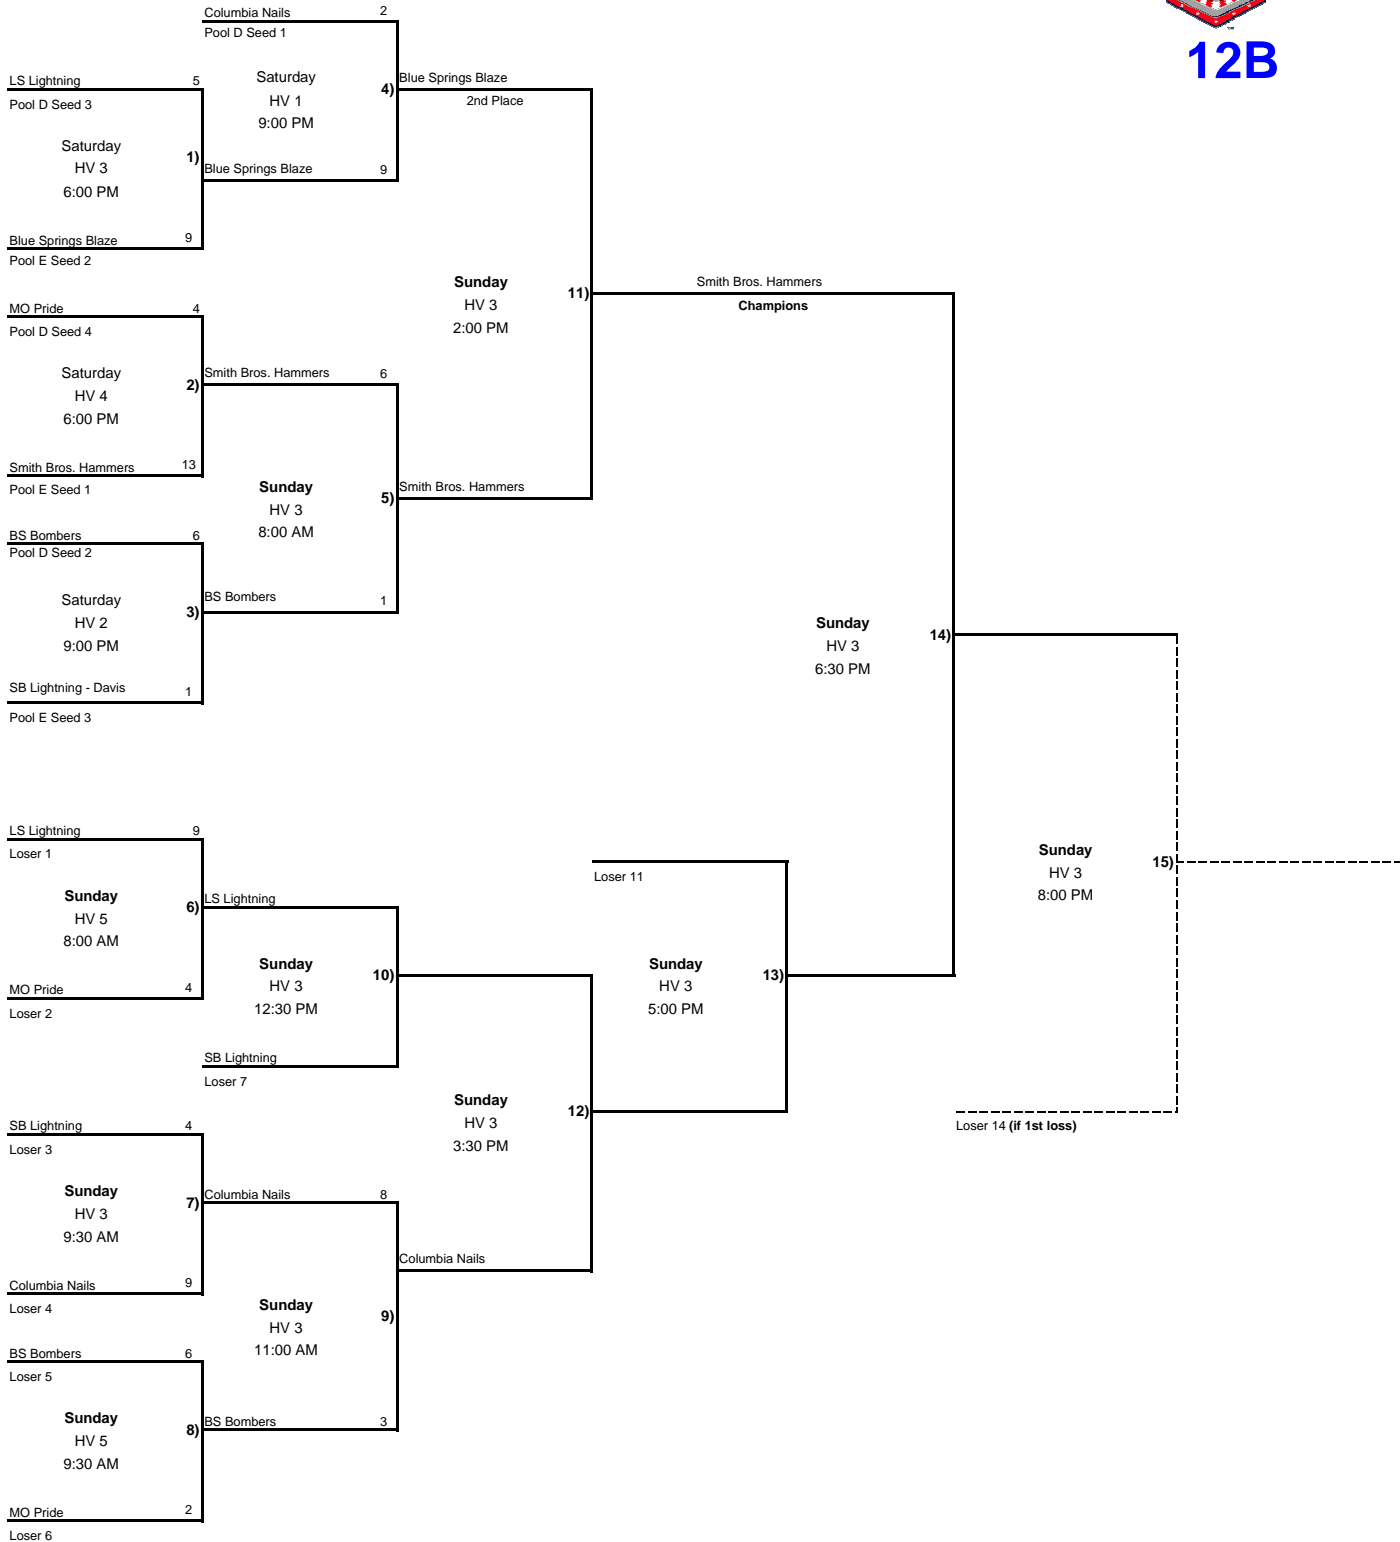 Columbia Nails 2
Pool D Seed 1
12B
LS Lightning 5
Pool D Seed 3
Saturday
HV 1
9:00 PM
4)
Blue Springs Blaze
2nd Place
Saturday
HV 3
6:00 PM
1)
Blue Springs Blaze 9
Blue Springs Blaze 9
Pool E Seed 2
MO Pride 4
Pool D Seed 4
Sunday
HV 3
2:00 PM
11)
Smith Bros. Hammers
Champions
Saturday
HV 4
6:00 PM
2)
Smith Bros. Hammers 6
Smith Bros. Hammers 13
Pool E Seed 1
Sunday
HV 3
8:00 AM
5)
Smith Bros. Hammers
BS Bombers 6
Pool D Seed 2
Saturday
HV 2
9:00 PM
3)
BS Bombers 1
SB Lightning - Davis 1
Pool E Seed 3
Sunday
HV 3
6:30 PM
14)
LS Lightning 9
Loser 1
Sunday
HV 5
8:00 AM
6)
LS Lightning
MO Pride 4
Loser 2
Sunday
HV 3
12:30 PM
10)
SB Lightning
Loser 7
Loser 11
Sunday
HV 3
5:00 PM
13)
Sunday
HV 3
8:00 PM
15)
SB Lightning 4
Loser 3
Sunday
HV 3
3:30 PM
12)
Loser 14 (if 1st loss)
Sunday
HV 3
9:30 AM
7)
Columbia Nails 8
Columbia Nails 9
Loser 4
Columbia Nails
Sunday
HV 3
11:00 AM
9)
BS Bombers 6
Loser 5
Sunday
HV 5
9:30 AM
8)
BS Bombers 3
MO Pride 2
Loser 6